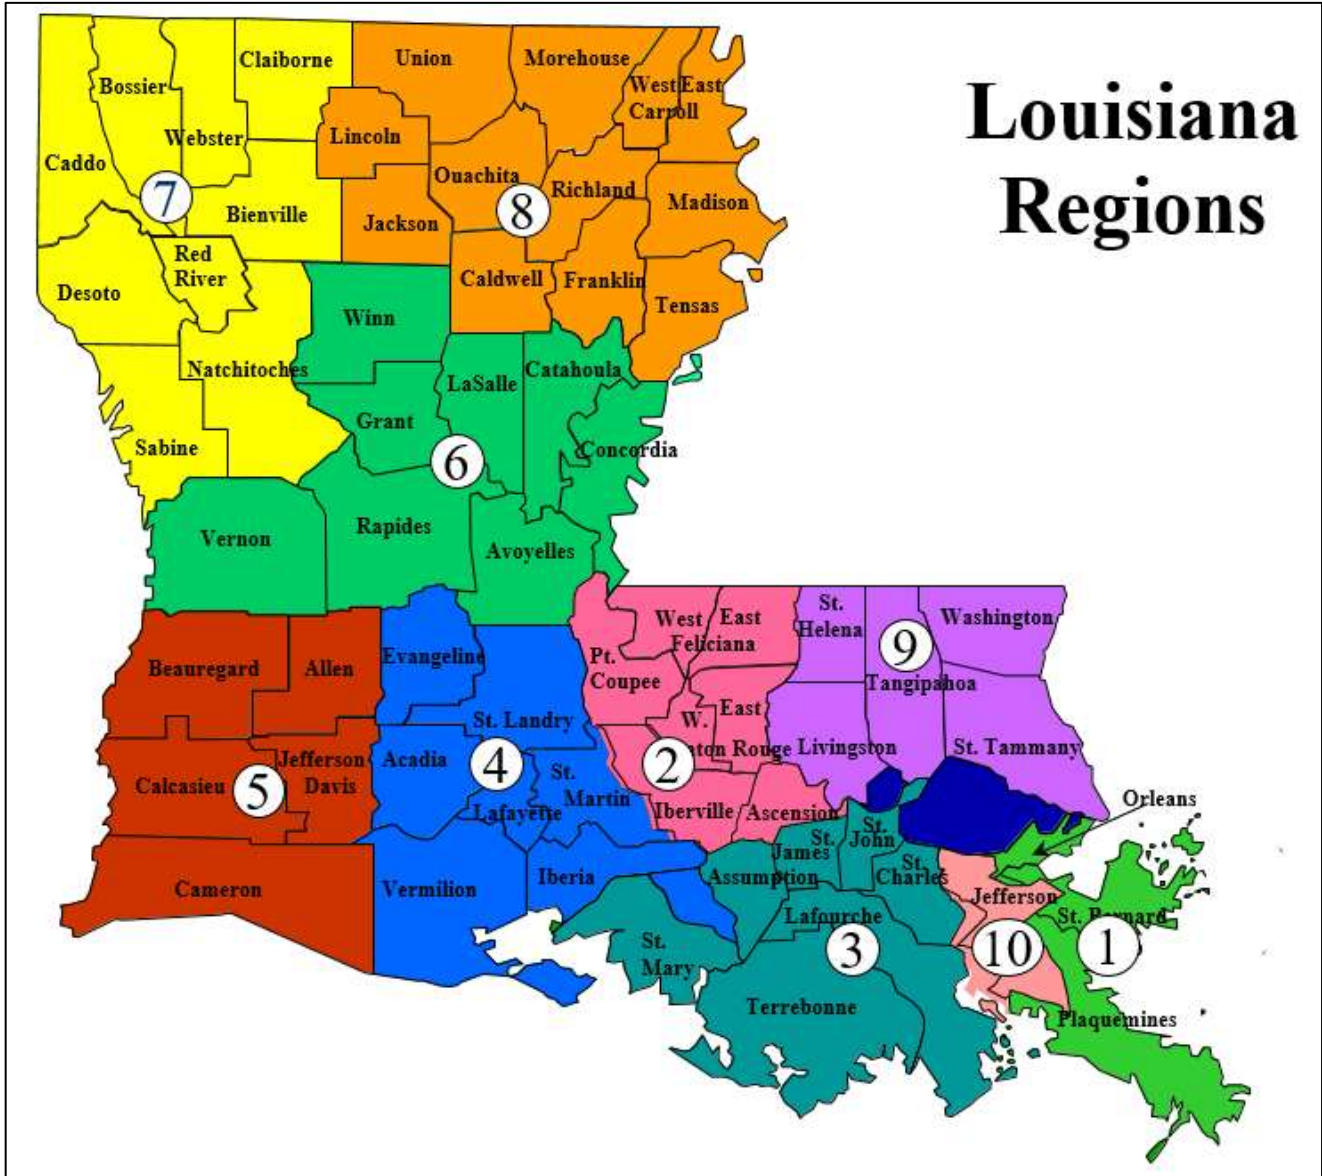 Louisiana
Regions
Claiborne
Union
Morehouse
Bossier
West East
Carroll
Webster
Lincoln
Caddo
Ouachita
Richland
Madison
7
8
Bienville
Jackson
Red
River
Caldwell
Franklin
Desoto
Tensas
Winn
Natchitoches
LaSalle
Catahoula
Grant
Sabine
6
Concordia
Rapides
Vernon
Avoyelles
St.
Helena
West
Feliciana
East
Washington
9
Evangeline
Pt.
Coupee
Beauregard
Allen
Tangipahoa
St. Landry
W.
East
ton Rouge
Livingston
St. Tammany
Acadia
4
2
Jefferson
Davis
Calcasieu
5
St.
Martin
Orleans
Lafayette
Iberville
Ascension
St.
James
St.
John
St.
Charles
Assumption
Iberia
Cameron
Vermilion
Jefferson
Lafourche
St. Bernard
St.
Mary
3
10
1
Terrebonne
Plaquemines